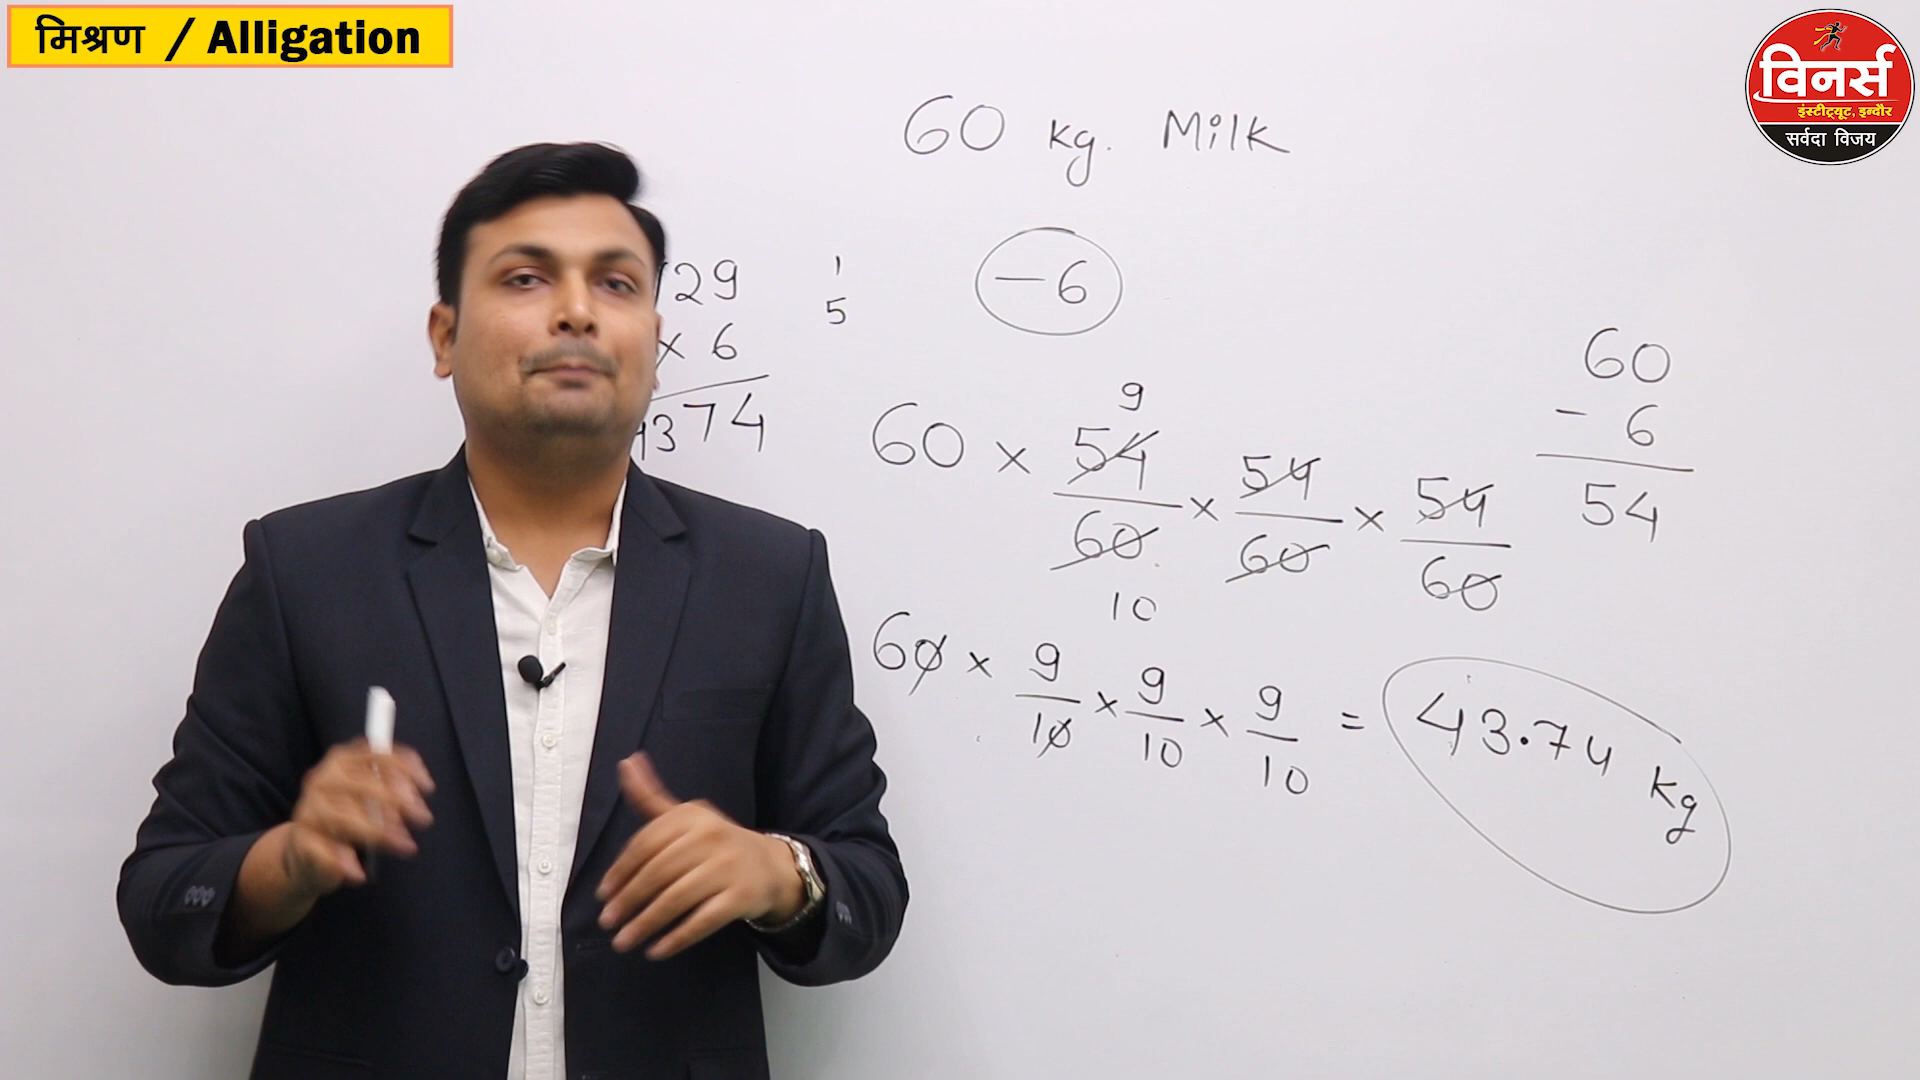 मिश्रण / Alligation
विनर्स
इंस्टीट्यूट, इन्दौर
सर्वदा विजय
60 kg. Milk
-6
729
× 6
4374
1
5
60
- 6
54
9
60 × 54/60 × 54/60 × 54/60
10
60 × 9/10 × 9/10 × 9/10 = 43.74 kg